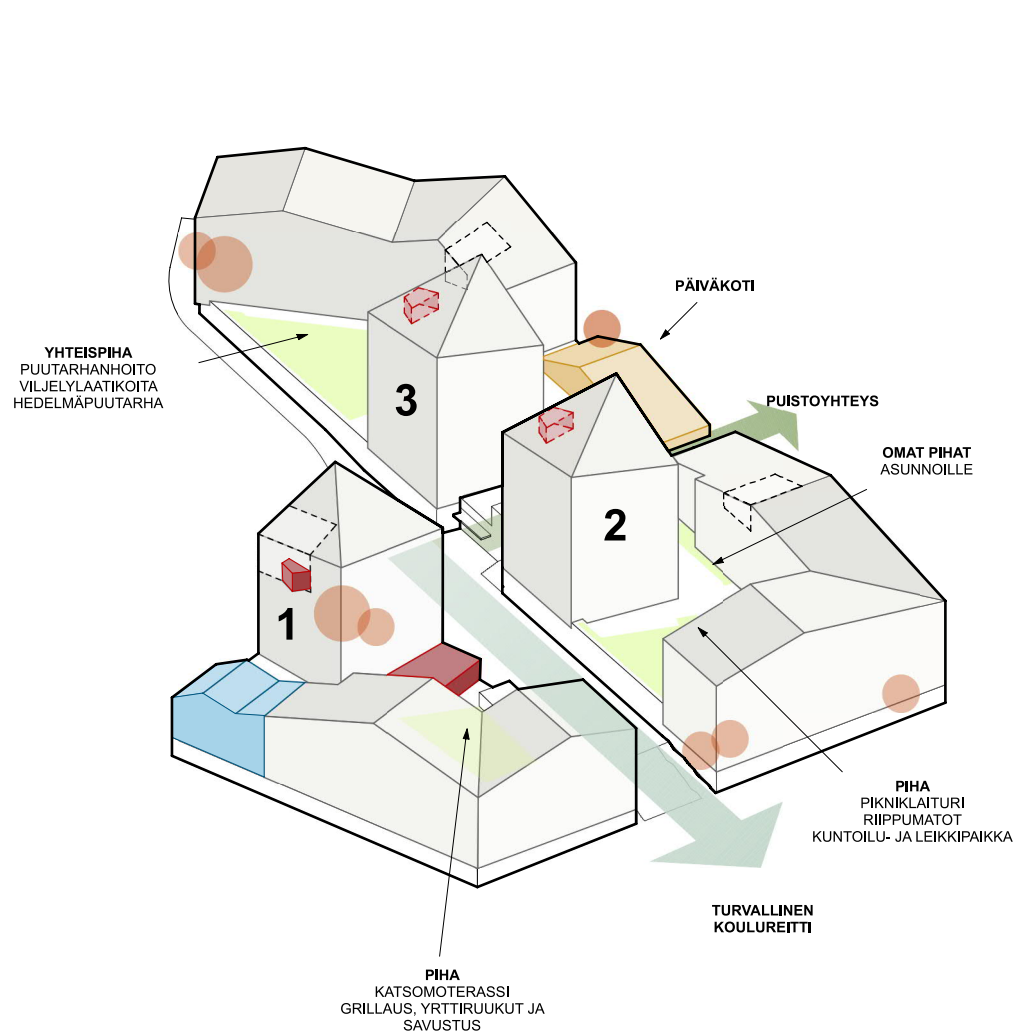 PÄIVÄKOTI
YHTEISPIHA
PUUTARHANHOITO
VILJELYLAATIKOITA
HEDELMÄPUUTARHA
3
PUISTOYHTEYS
OMAT PIHAT
ASUNNOILLE
2
1
PIHA
PIKNIKLAITURI
RIIPPUMATOT
KUNTOILU- JA LEIKKIPAIKKA
TURVALLINEN
KOULUREITTI
PIHA
KATSOMOTERASSI
GRILLAUS, YRTTIRUUKUT JA
SAVUSTUS